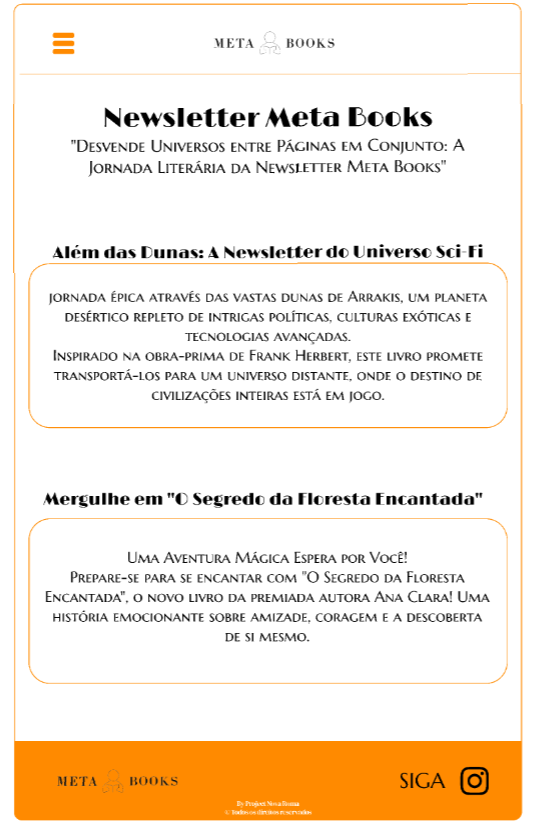 META BOOKS
Newsletter Meta Books
"Desvende Universos entre Páginas em Conjunto: A
Jornada Literária da Newsletter Meta Books"
Além das Dunas: A Newsletter do Universo Sci-Fi
jornada épica através das vastas dunas de Arrakis, um planeta
desértico repleto de intrigas políticas, culturas exóticas e
tecnologias avançadas.
Inspirado na obra-prima de Frank Herbert, este livro promete
transportá-los para um universo distante, onde o destino de
civilizações inteiras está em jogo.
Mergulhe em "O Segredo da Floresta Encantada"
Uma Aventura Mágica Espera por Você!
Prepare-se para se encantar com "O Segredo da Floresta
Encantada", o novo livro da premiada autora Ana Clara! Uma
história emocionante sobre amizade, coragem e a descoberta
de si mesmo.
META BOOKS
SIGA
By Project Nova Roma
© Todos os direitos reservados